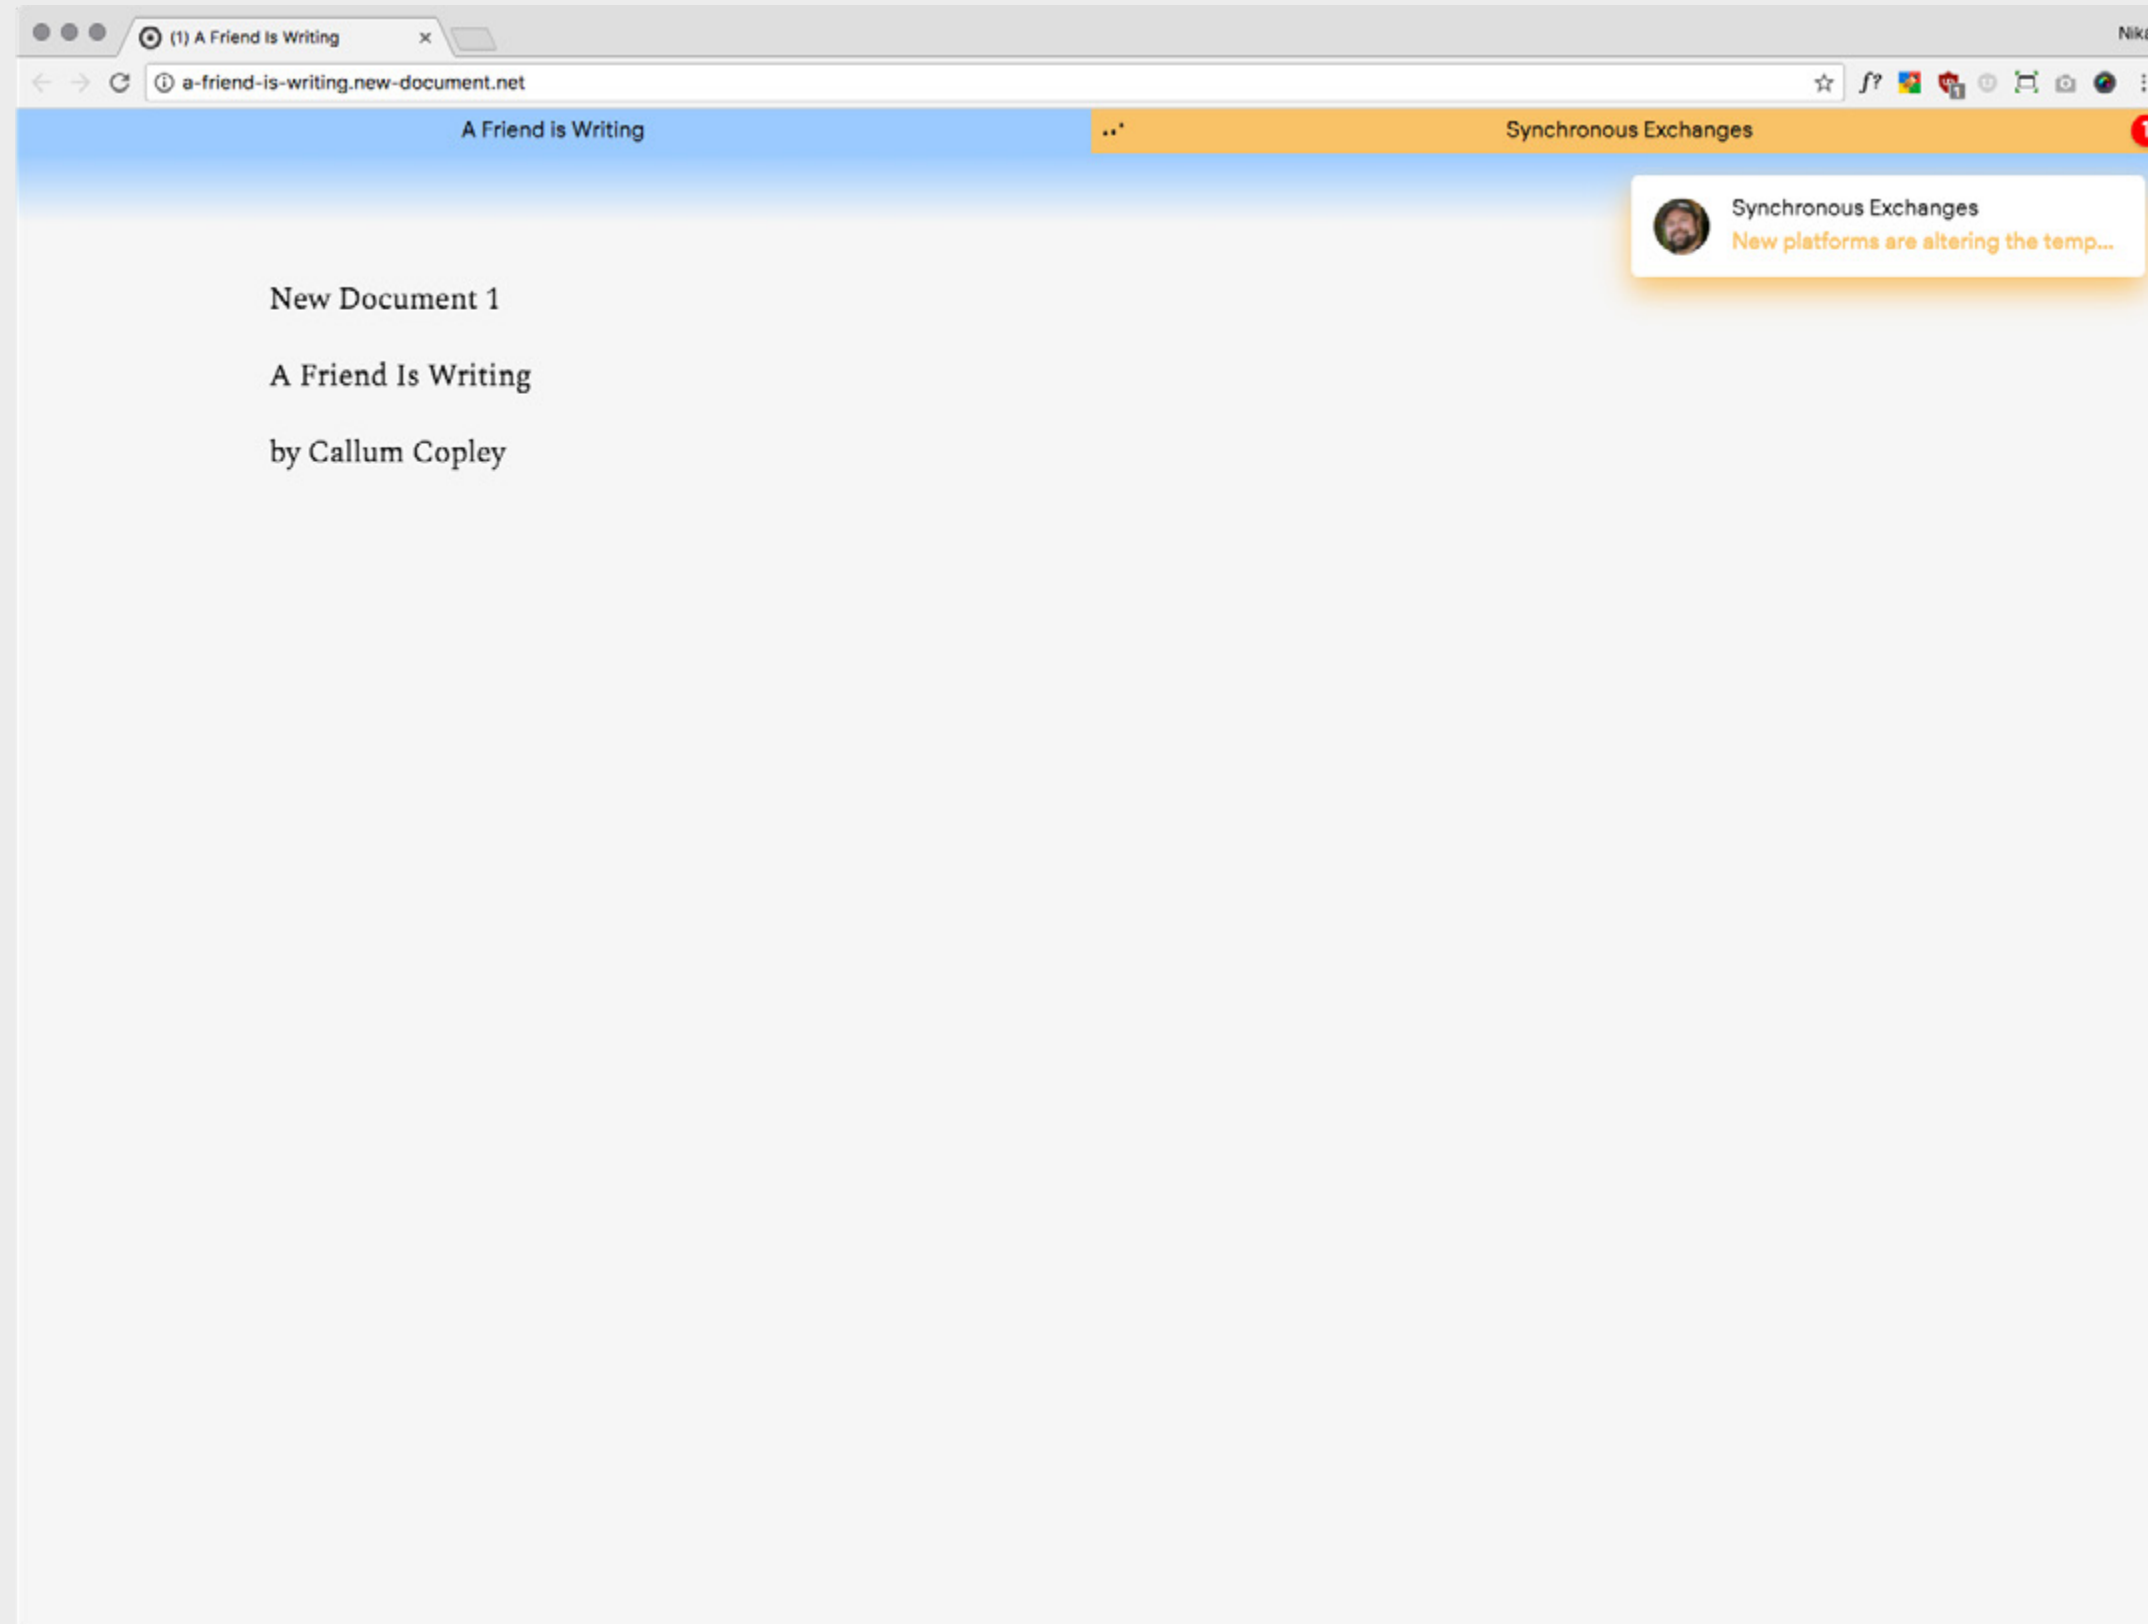 (1) A Friend Is Writing
a-friend-is-writing.new-document.net
f?
1
A Friend is Writing
Synchronous Exchanges
Synchronous Exchanges
New platforms are altering the temp...
New Document 1
A Friend Is Writing
by Callum Copley